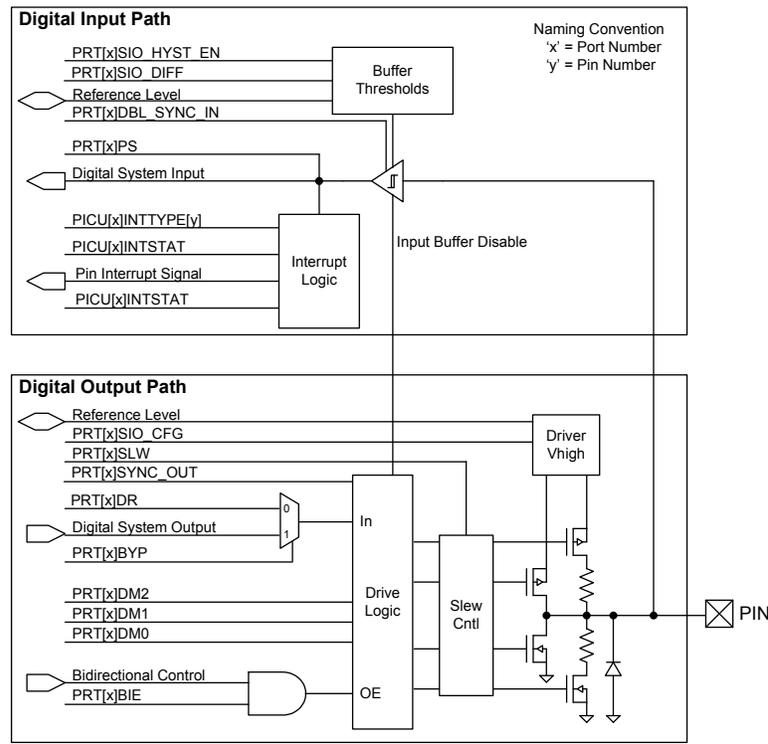 Digital Input Path
Naming Convention
‘x’ = Port Number
‘y’ = Pin Number
PRT[x]SIO_HYST_EN
PRT[x]SIO_DIFF
Reference Level
PRT[x]DBL_SYNC_IN
Buffer
Thresholds
PRT[x]PS
Digital System Input
PICU[x]INTTYPE[y]
PICU[x]INTSTAT
Pin Interrupt Signal
PICU[x]INTSTAT
Interrupt
Logic
Input Buffer Disable
Digital Output Path
Reference Level
PRT[x]SIO_CFG
PRT[x]SLW
PRT[x]SYNC_OUT
Driver
Vhigh
PRT[x]DR
Digital System Output
PRT[x]BYP
0
1
In
PRT[x]DM2
PRT[x]DM1
PRT[x]DM0
Drive
Logic
Slew
Cntl
PIN
Bidirectional Control
PRT[x]BIE
OE